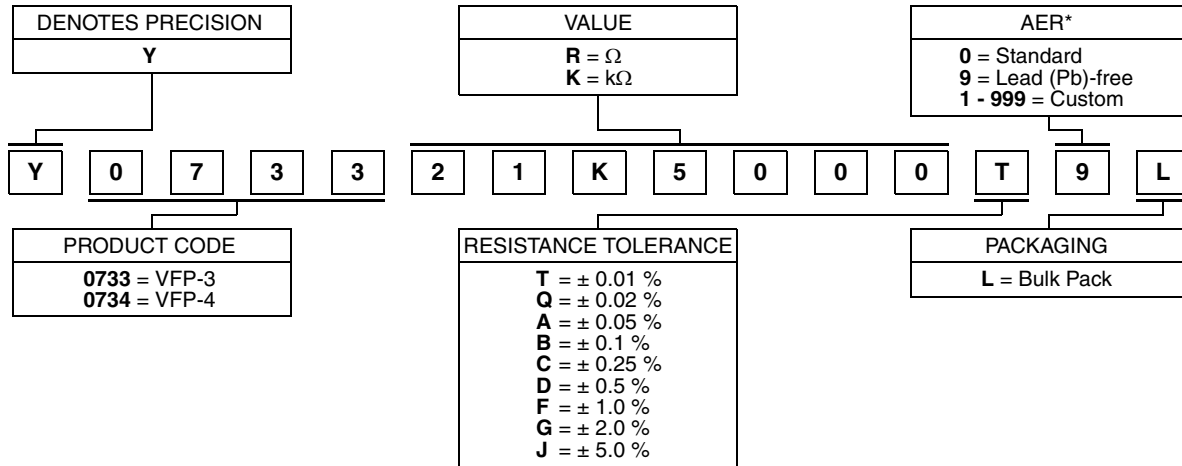 DENOTES PRECISION
Y
VALUE
R = Ω
K = kΩ
AER*
0 = Standard
9 = Lead (Pb)-free
1 - 999 = Custom
Y 0 7 3 3 2 1 K 5 0 0 0 T 9 L
PRODUCT CODE
0733 = VFP-3
0734 = VFP-4
RESISTANCE TOLERANCE
T = ± 0.01 %
Q = ± 0.02 %
A = ± 0.05 %
B = ± 0.1 %
C = ± 0.25 %
D = ± 0.5 %
F = ± 1.0 %
G = ± 2.0 %
J = ± 5.0 %
PACKAGING
L = Bulk Pack